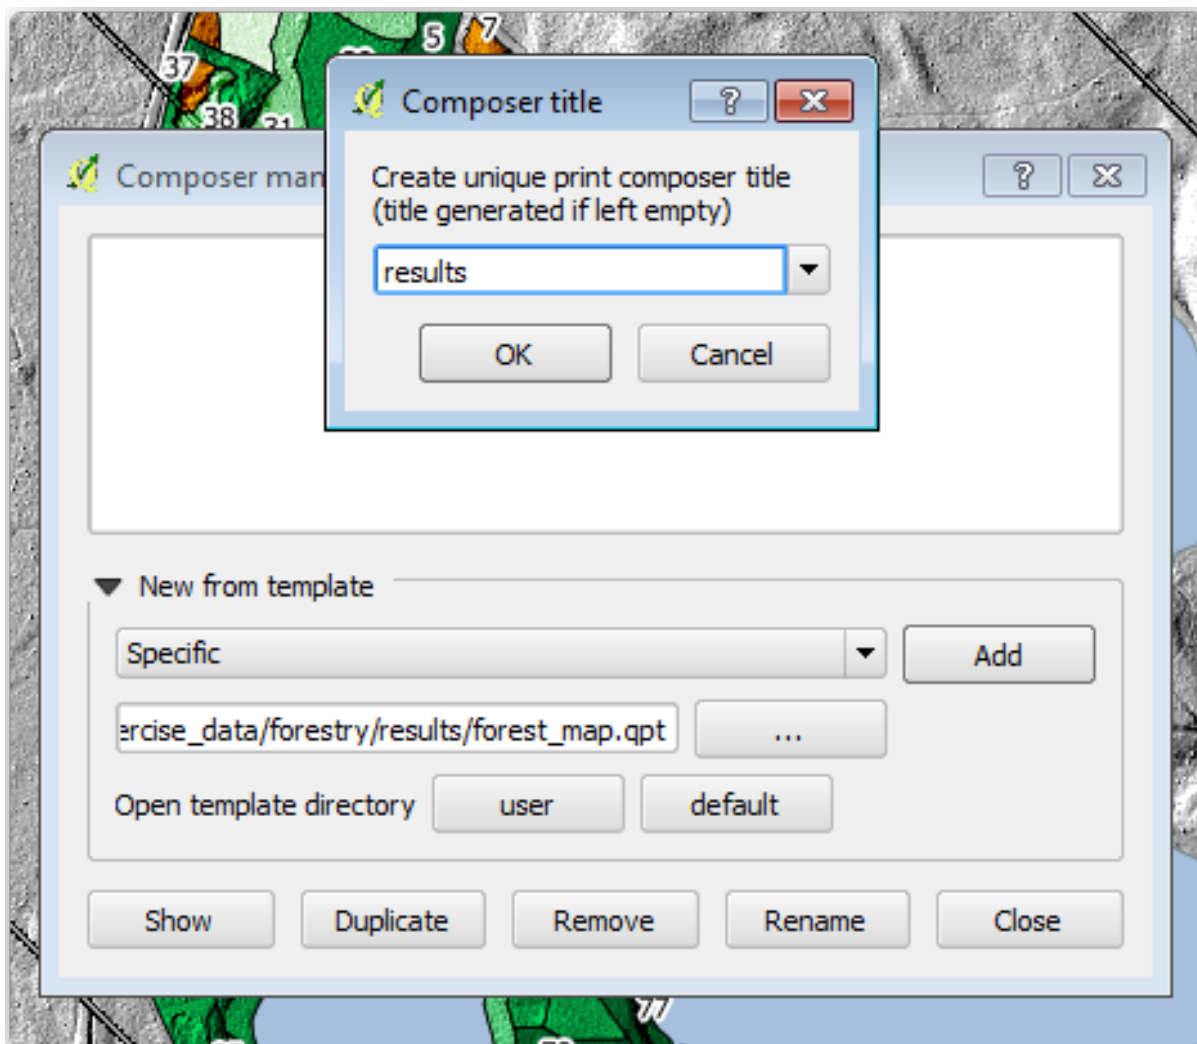 5
7
37
38
31
Composer title
Composer man
Create unique print composer title
(title generated if left empty)
results
OK
Cancel
New from template
Specific
Add
ercise_data/forestry/results/forest_map.qpt
...
Open template directory
user
default
Show
Duplicate
Remove
Rename
Close